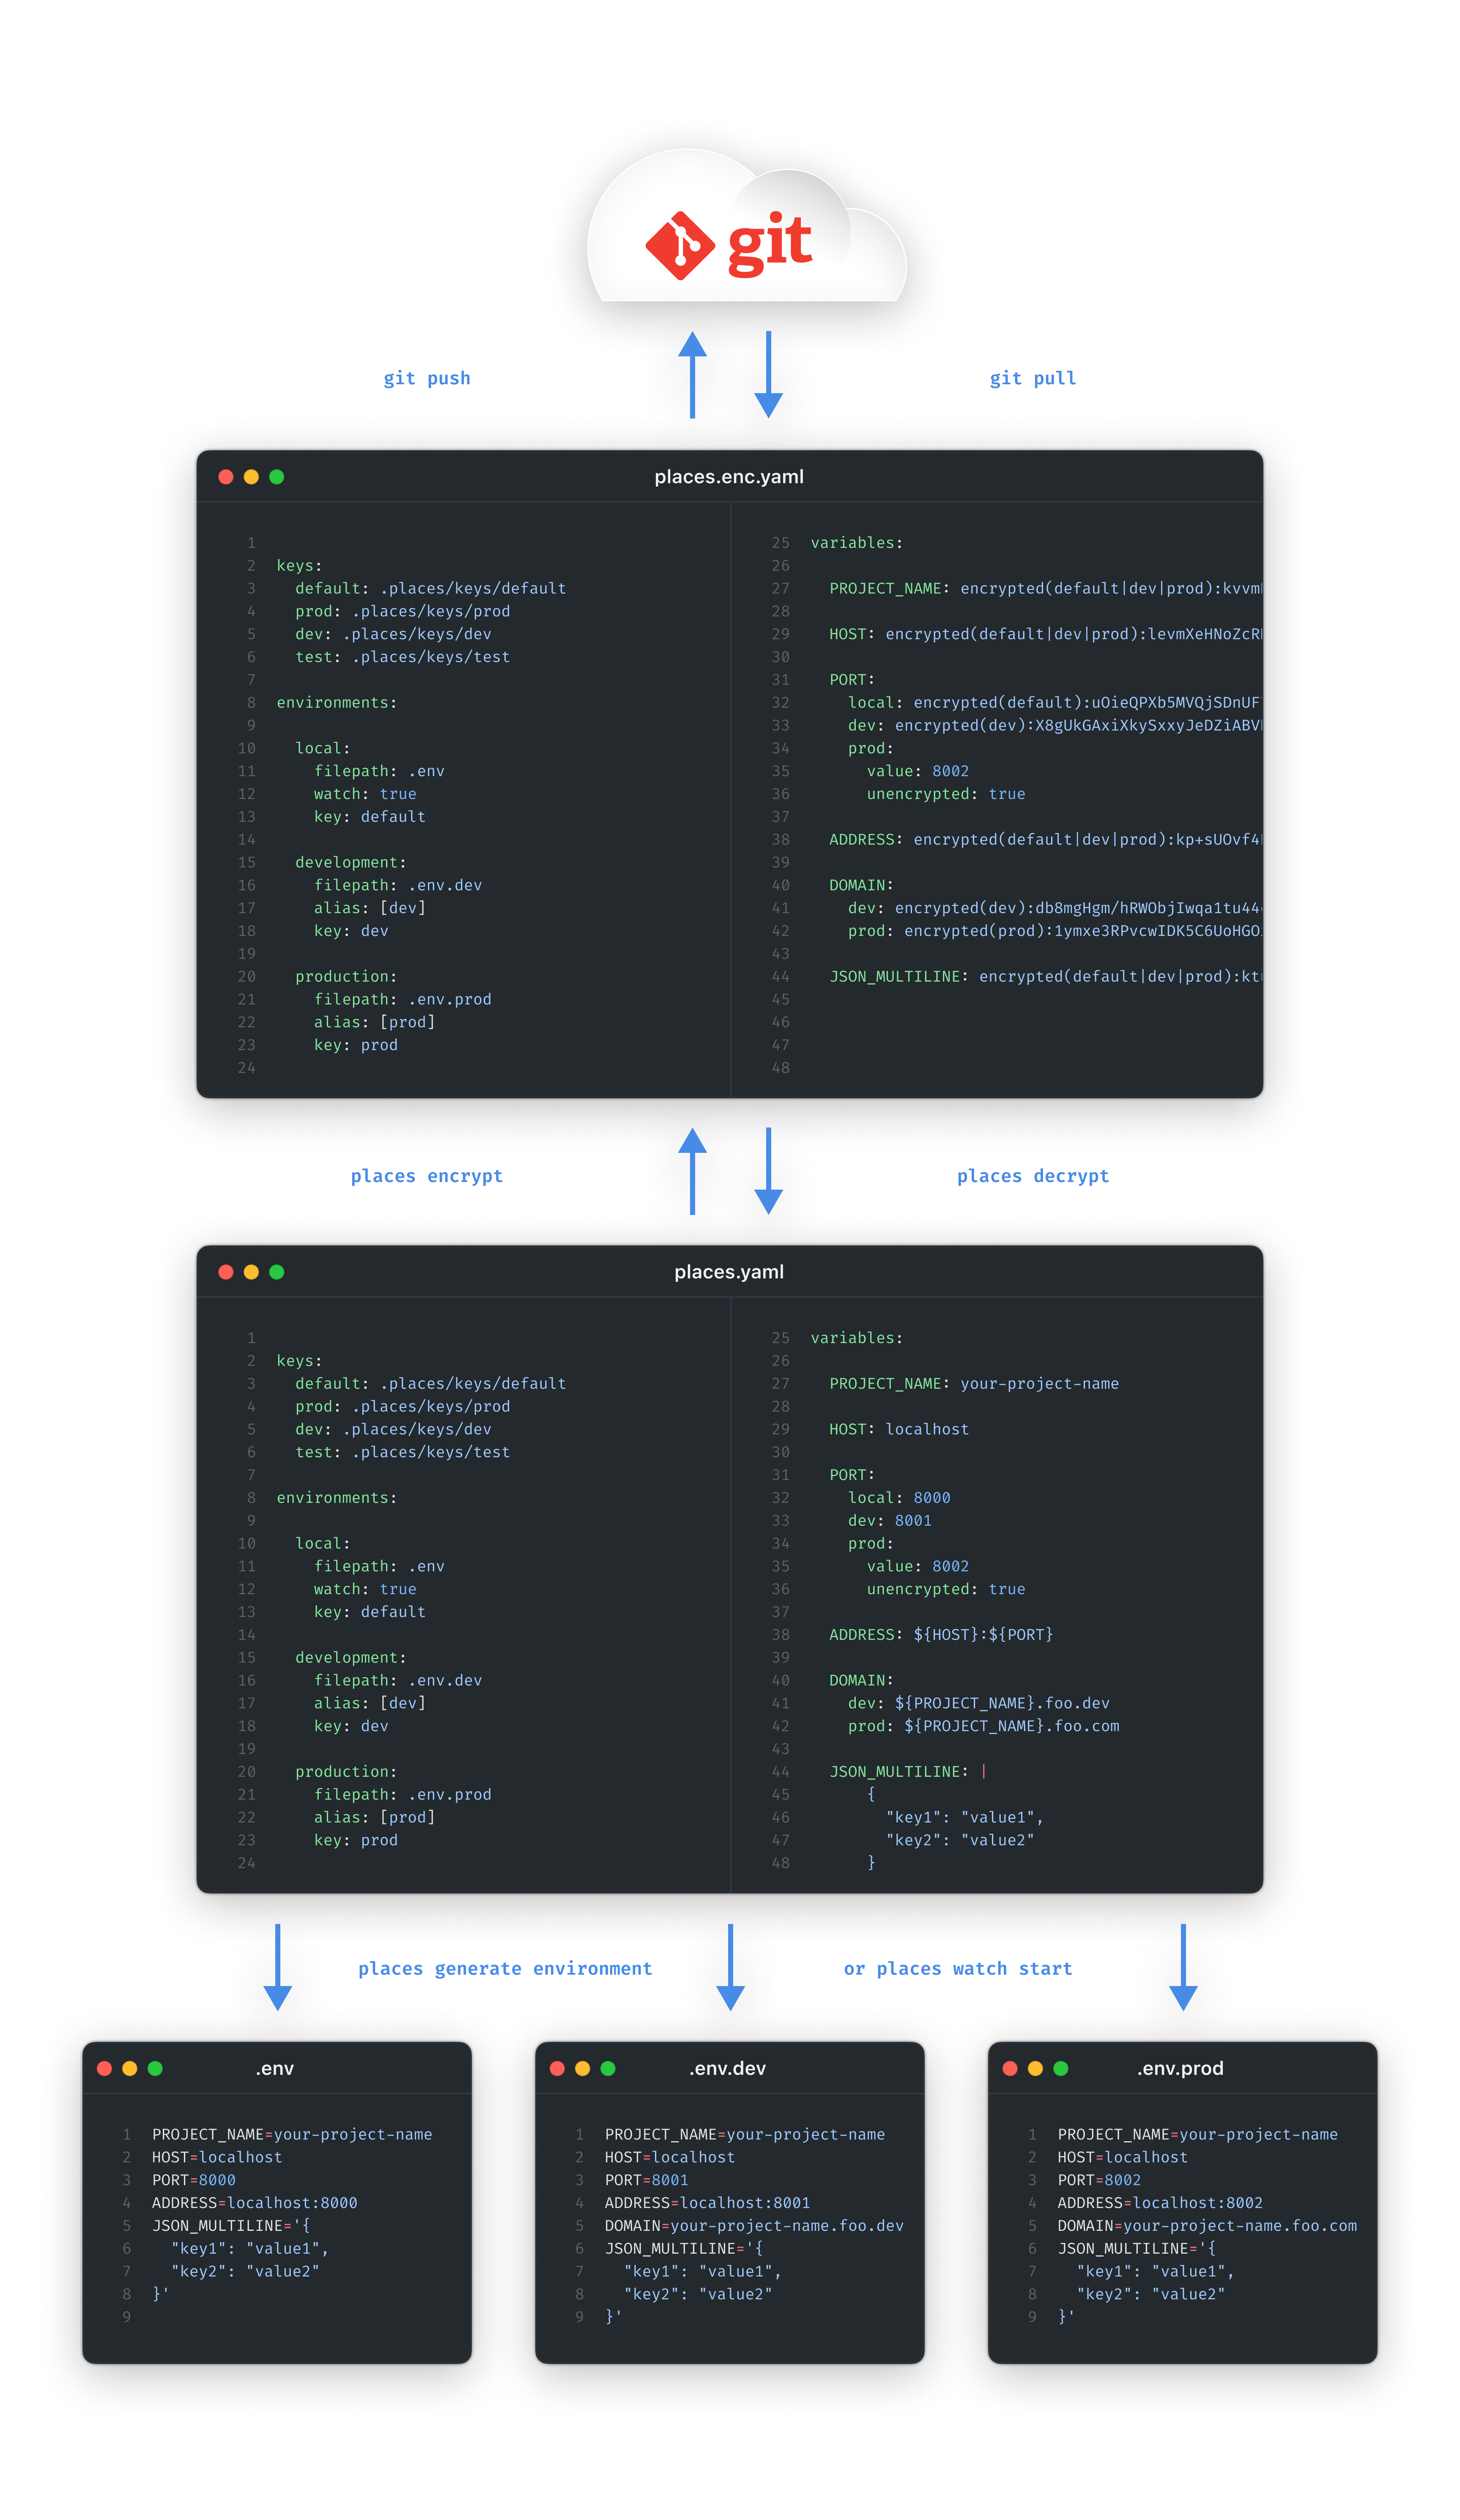 git
git push
git pull
places.enc.yaml
1
2 keys:
3   default: .places/keys/default
4   prod: .places/keys/prod
5   dev: .places/keys/dev
6   test: .places/keys/test
7
8 environments:
9
10   local:
11     filepath: .env
12     watch: true
13     key: default
14
15   development:
16     filepath: .env.dev
17     alias: [dev]
18     key: dev
19
20   production:
21     filepath: .env.prod
22     alias: [prod]
23     key: prod
24
25 variables:
26
27   PROJECT_NAME: encrypted(default|dev|prod):kvvm
28
29   HOST: encrypted(default|dev|prod):levmXeHNoZcR
30
31   PORT:
32     local: encrypted(default):uOieQPXb5MVQjSDnUF
33     dev: encrypted(dev):X8gUkGAxiXkySxxyJeDZiABV
34     prod:
35       value: 8002
36       unencrypted: true
37
38   ADDRESS: encrypted(default|dev|prod):kp+sUOvf4
39
40   DOMAIN:
41     dev: encrypted(dev):db8mgHgm/hRWObjIwqa1tu44
42     prod: encrypted(prod):1ymxe3RPvcwIDK5C6UoHGO
43
44   JSON_MULTILINE: encrypted(default|dev|prod):kt
45
46
47
48
places encrypt
places decrypt
places.yaml
1
2 keys:
3   default: .places/keys/default
4   prod: .places/keys/prod
5   dev: .places/keys/dev
6   test: .places/keys/test
7
8 environments:
9
10   local:
11     filepath: .env
12     watch: true
13     key: default
14
15   development:
16     filepath: .env.dev
17     alias: [dev]
18     key: dev
19
20   production:
21     filepath: .env.prod
22     alias: [prod]
23     key: prod
24
25 variables:
26
27   PROJECT_NAME: your-project-name
28
29   HOST: localhost
30
31   PORT:
32     local: 8000
33     dev: 8001
34     prod:
35       value: 8002
36       unencrypted: true
37
38   ADDRESS: ${HOST}:${PORT}
39
40   DOMAIN:
41     dev: ${PROJECT_NAME}.foo.dev
42     prod: ${PROJECT_NAME}.foo.com
43
44   JSON_MULTILINE: |
45       {
46         "key1": "value1",
47         "key2": "value2"
48       }
places generate environment
or places watch start
.env
1 PROJECT_NAME=your-project-name
2 HOST=localhost
3 PORT=8000
4 ADDRESS=localhost:8000
5 JSON_MULTILINE='{
6   "key1": "value1",
7   "key2": "value2"
8 }'
9
.env.dev
1 PROJECT_NAME=your-project-name
2 HOST=localhost
3 PORT=8001
4 ADDRESS=localhost:8001
5 DOMAIN=your-project-name.foo.dev
6 JSON_MULTILINE='{
7   "key1": "value1",
8   "key2": "value2"
9 }'
.env.prod
1 PROJECT_NAME=your-project-name
2 HOST=localhost
3 PORT=8002
4 ADDRESS=localhost:8002
5 DOMAIN=your-project-name.foo.com
6 JSON_MULTILINE='{
7   "key1": "value1",
8   "key2": "value2"
9 }'